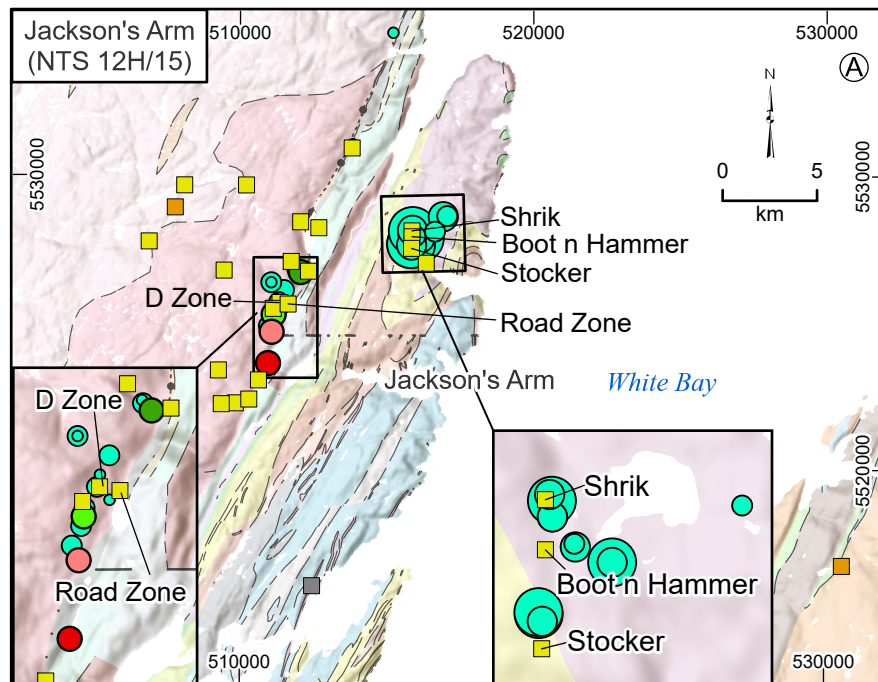 Jackson's Arm
(NTS 12H/15)
510000
520000
530000
A
N
0
5
km
5530000
5530000
Shrik
Boot n Hammer
Stocker
D Zone
Road Zone
Jackson's Arm
White Bay
D Zone
Road Zone
Shrik
Boot n Hammer
Stocker
5520000
510000
530000